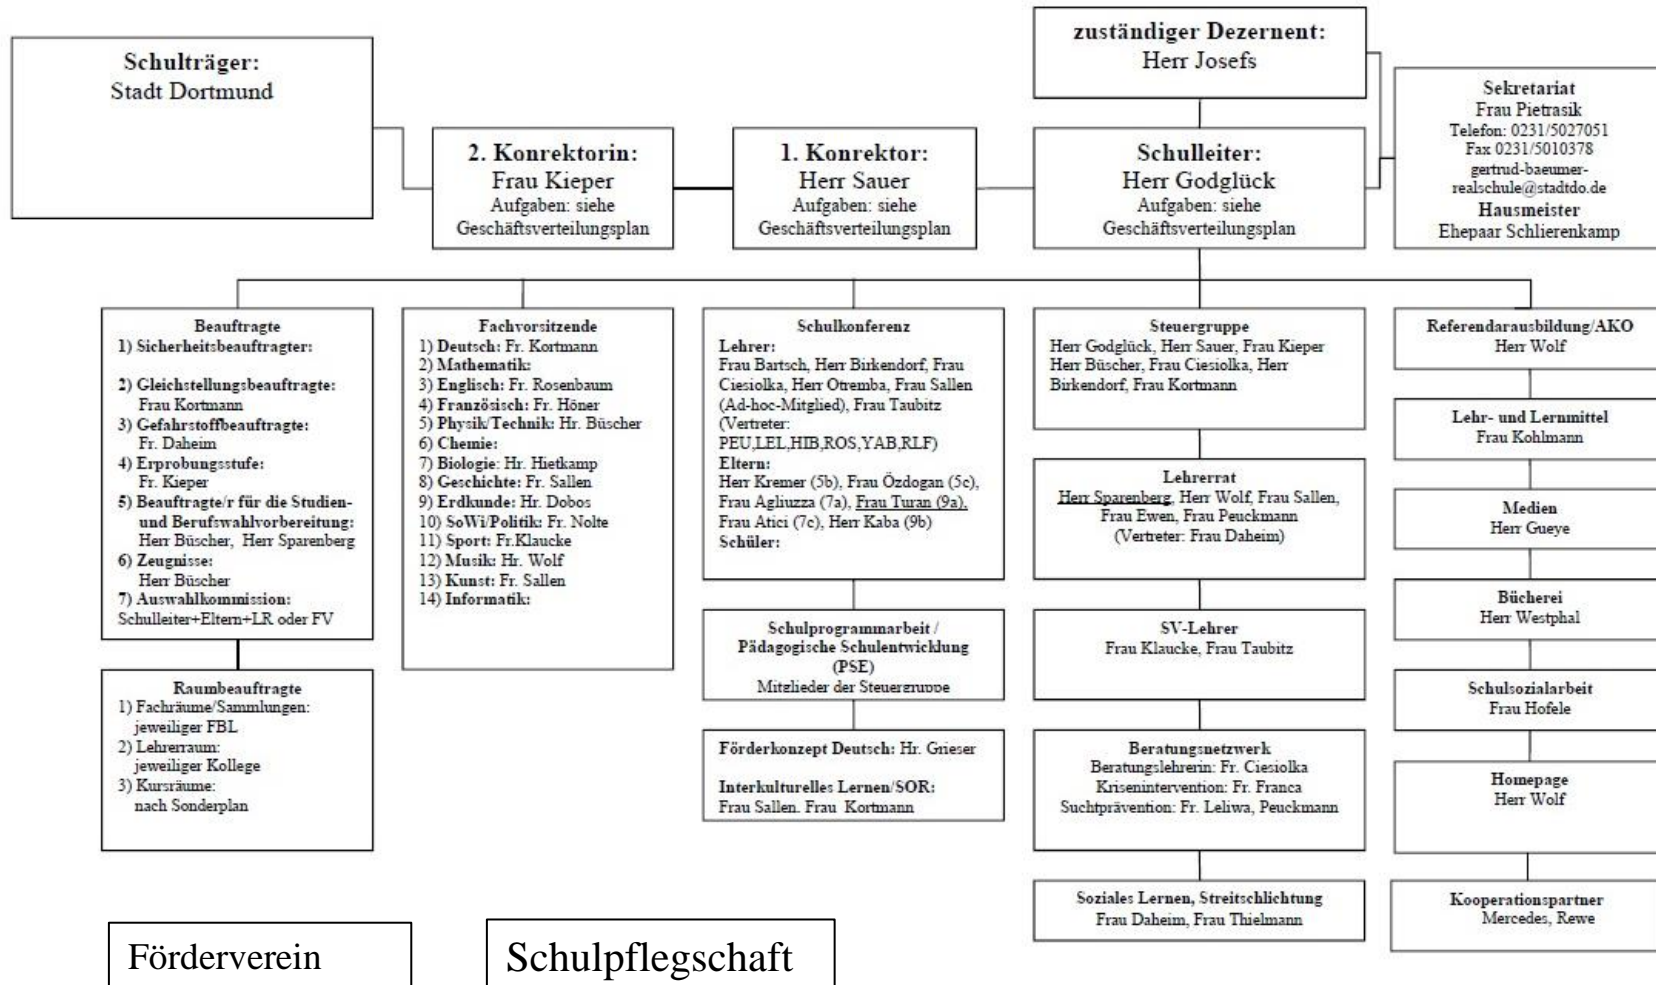 Schulträger:
Stadt Dortmund
2. Konrektorin:
Frau Kieper
Aufgaben: siehe
Geschäftsverteilungsplan
1. Konrektor:
Herr Sauer
Aufgaben: siehe
Geschäftsverteilungsplan
zuständiger Dezernent:
Herr Josefs
Schulleiter:
Herr Godglück
Aufgaben: siehe
Geschäftsverteilungsplan
Sekretariat
Frau Pietrasik
Telefon: 0231/5027051
Fax 0231/5010378
gertrud-baeumer-
realschule@stadtdo.de
Hausmeister
Ehepaar Schlierenkamp
Beauftragte
1) Sicherheitsbeauftragter:
2) Gleichstellungsbeauftragte:
Frau Kortmann
3) Gefahrstoffbeauftragte:
Fr. Daheim
4) Erprobungsstufe:
Fr. Kieper
5) Beauftragte/r für die Studien-
und Berufswahlvorbereitung:
Herr Büscher, Herr Sparenberg
6) Zeugnisse:
Herr Büscher
7) Auswahlkommission:
Schulleiter+Eltern+LR oder FV
Raumbeauftragte
1) Fachräume/Sammlungen:
jeweiliger FBL
2) Lehrerraum:
jeweiliger Kollege
3) Kursräume:
nach Sonderplan
Fachvorsitzende
1) Deutsch: Fr. Kortmann
2) Mathematik:
3) Englisch: Fr. Rosenbaum
4) Französisch: Fr. Höner
5) Physik/Technik: Hr. Büscher
6) Chemie:
7) Biologie: Hr. Hietkamp
8) Geschichte: Fr. Sallen
9) Erdkunde: Hr. Dobos
10) SoWi/Politik: Fr. Nolte
11) Sport: Fr.Klaucke
12) Musik: Hr. Wolf
13) Kunst: Fr. Sallen
14) Informatik:
Schulkonferenz
Lehrer:
Frau Bartsch, Herr Birkendorf, Frau
Ciesiolka, Herr Otremba, Frau Sallen
(Ad-hoc-Mitglied), Frau Taubitz
(Vertreter:
PEU,LEL,HIB,ROS,YAB,RLF)
Eltern:
Herr Kremer (5b), Frau Özdogan (5c),
Frau Agliuzza (7a), Frau Turan (9a),
Frau Atici (7c), Herr Kaba (9b)
Schüler:
Schulprogrammarbeit /
Pädagogische Schulentwicklung
(PSE)
Mitglieder der Steuergruppe
Förderkonzept Deutsch: Hr. Grieser
Interkulturelles Lernen/SOR:
Frau Sallen. Frau Kortmann
Steuergruppe
Herr Godglück, Herr Sauer, Frau Kieper
Herr Büscher, Frau Ciesiolka, Herr
Birkendorf, Frau Kortmann
Lehrerrat
Herr Sparenberg, Herr Wolf, Frau Sallen,
Frau Ewen, Frau Peuckmann
(Vertreter: Frau Daheim)
SV-Lehrer
Frau Klaucke, Frau Taubitz
Beratungsnetzwerk
Beratungslehrerin: Fr. Ciesiolka
Krisenintervention: Fr. Franca
Suchtprävention: Fr. Leliwa, Peuckmann
Soziales Lernen, Streitschlichtung
Frau Daheim, Frau Thielmann
Referendarausbildung/AKO
Herr Wolf
Lehr- und Lernmittel
Frau Kohlmann
Medien
Herr Gueye
Bücherei
Herr Westphal
Schulsozialarbeit
Frau Hofele
Homepage
Herr Wolf
Kooperationspartner
Mercedes, Rewe
Förderverein
Schulpflegschaft